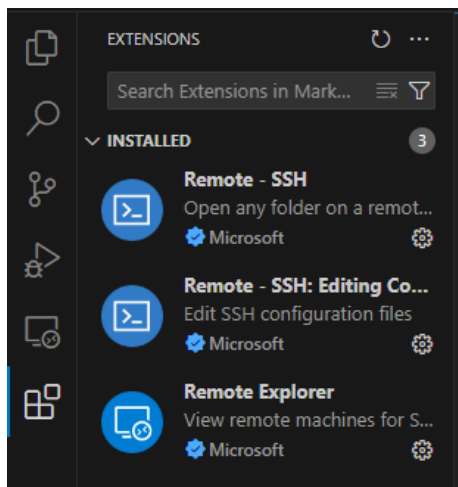 EXTENSIONS
Search Extensions in Mark...
INSTALLED
3
Remote - SSH
Open any folder on a remot...
Microsoft
Remote - SSH: Editing Co...
Edit SSH configuration files
Microsoft
Remote Explorer
View remote machines for S...
Microsoft